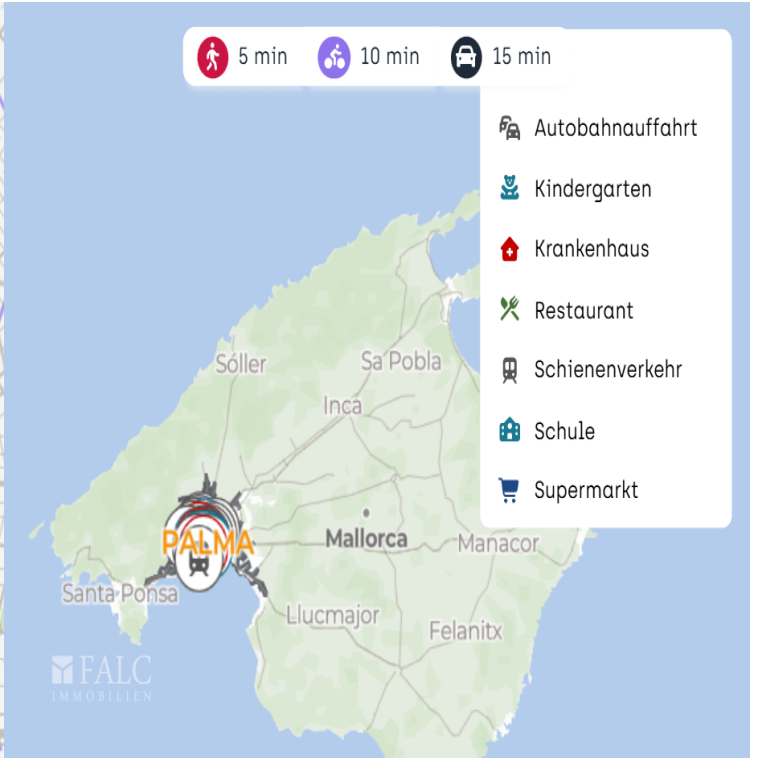 5 min 10 min 15 min
Autobahnauffahrt
Kindergarten
Krankenhaus
Restaurant
Schienenverkehr
Schule
Supermarkt
Sóller
Sa Pobla
Inca
PALMA
Mallorca
Manacor
Santa Ponsa
Llucmajor
Felanitx
FALC
IMMOBILIEN